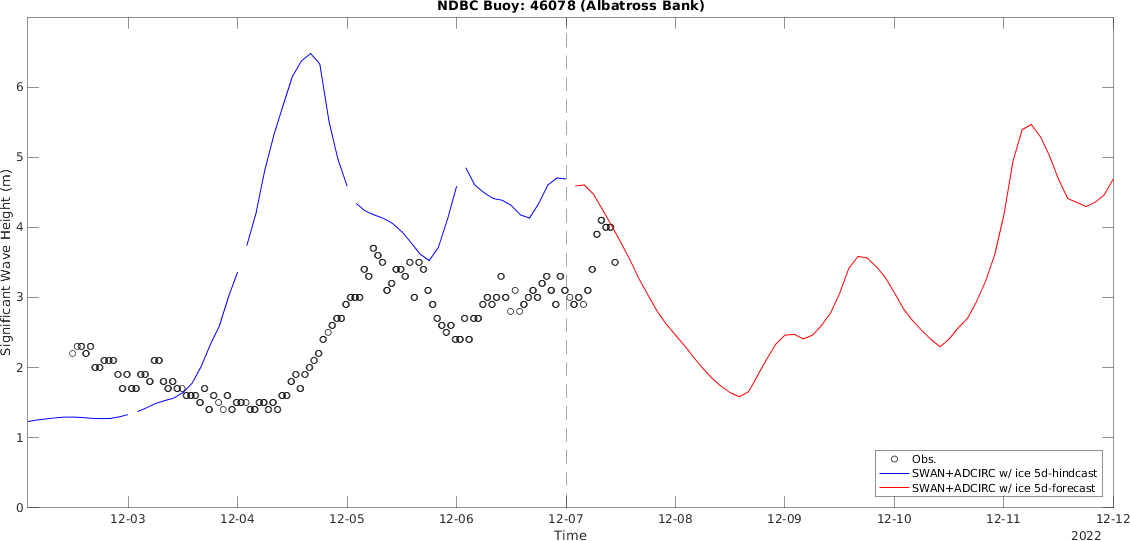 NDBC Buoy: 46078 (Albatross Bank)
Significant Wave Height (m)
6
5
4
3
2
1
0
Obs.
SWAN+ADCIRC w/ ice 5d-hindcast
SWAN+ADCIRC w/ ice 5d-forecast
12-03 12-04 12-05 12-06 12-07 12-08 12-09 12-10 12-11 12-12
Time
2022